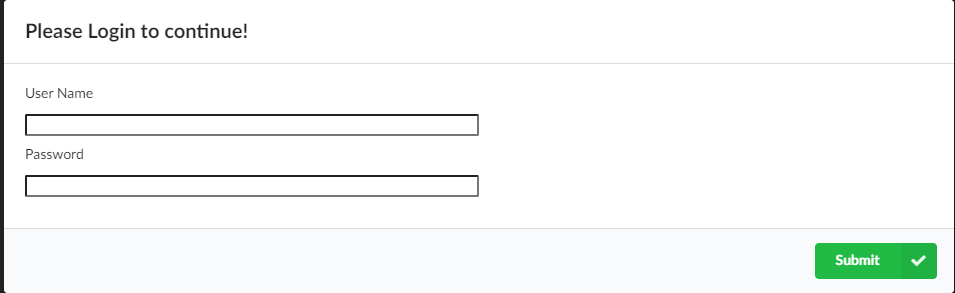 Please Login to continue!
User Name
Password
Submit